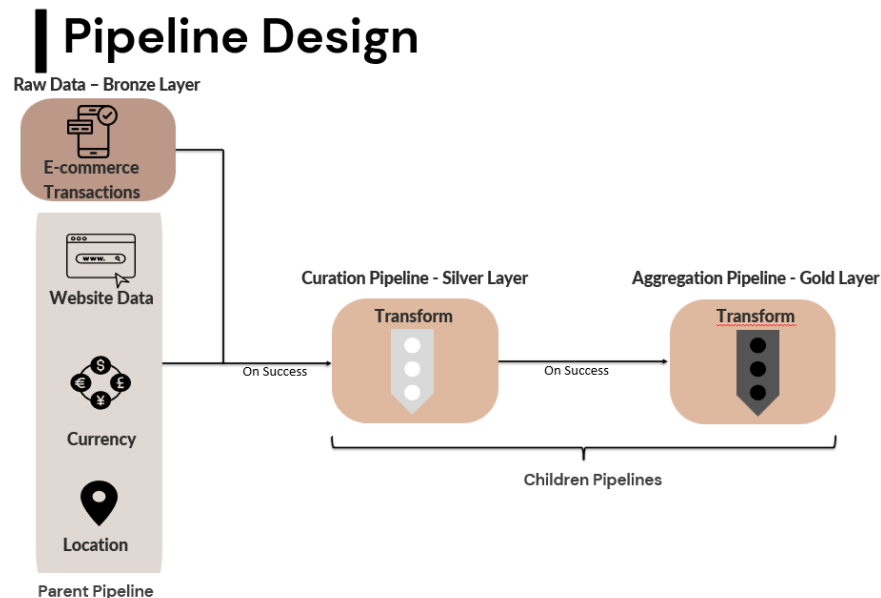 Pipeline Design
Raw Data – Bronze Layer
E-commerce
Transactions
www.
Website Data
$
€
£
¥
Currency
Location
Parent Pipeline
On Success
Curation Pipeline - Silver Layer
Transform
On Success
Aggregation Pipeline - Gold Layer
Transform
Children Pipelines